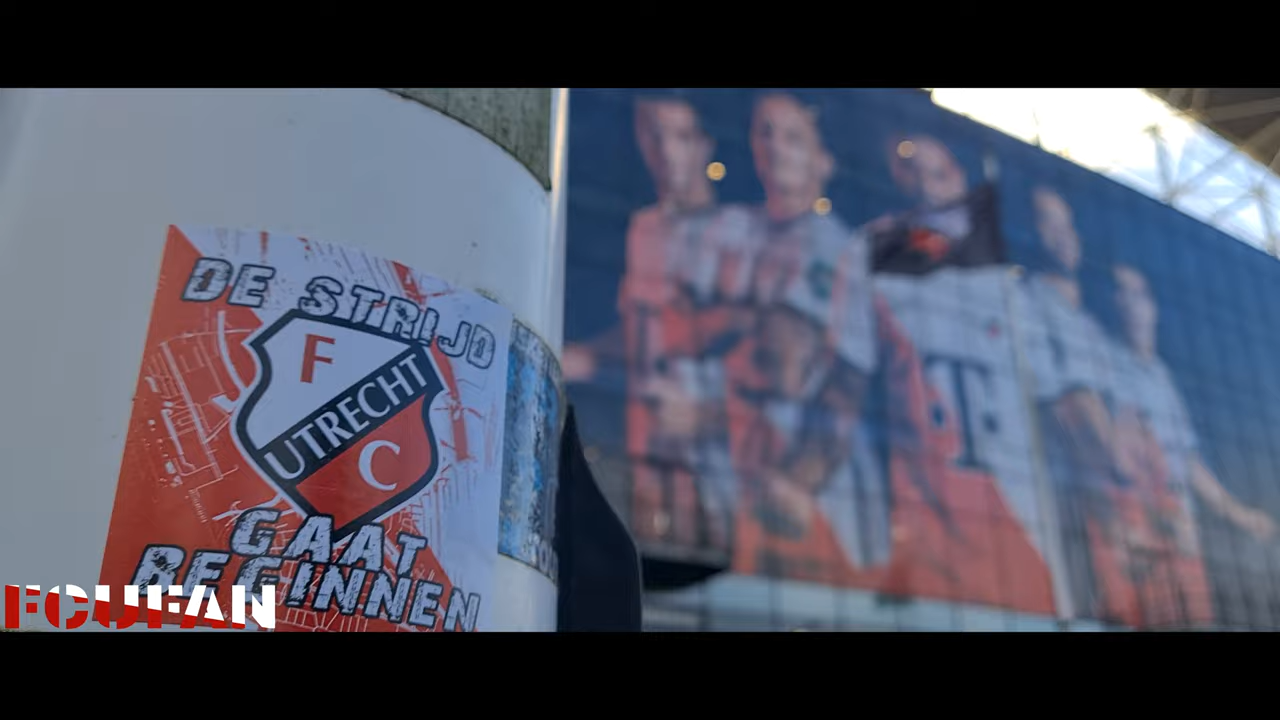 DE STRIJD
F
UTRECHT
C
GAAT
BEGINNEN
FCUFAN
T